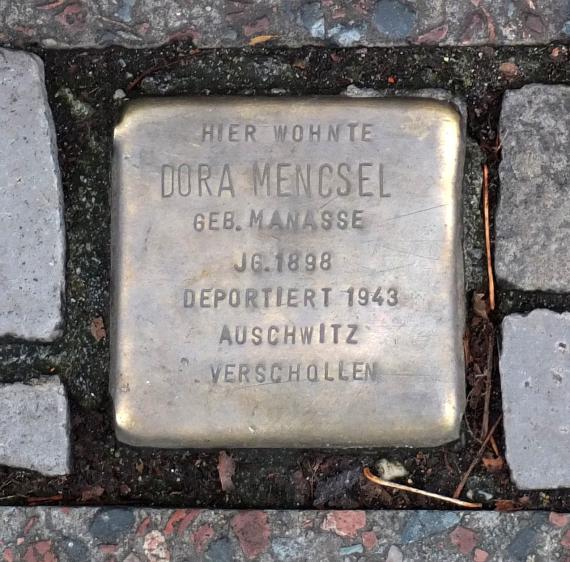 HIER WOHNTE
DORA MENCSEL
GEB. MANASSE
JG. 1898
DEPORTIERT 1943
AUSCHWITZ
VERSCHOLLEN